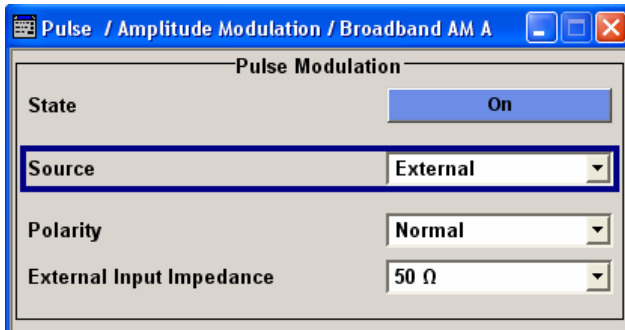 Pulse / Amplitude Modulation / Broadband AM A
Pulse Modulation
State On
Source External
Polarity Normal
External Input Impedance 50 Ω